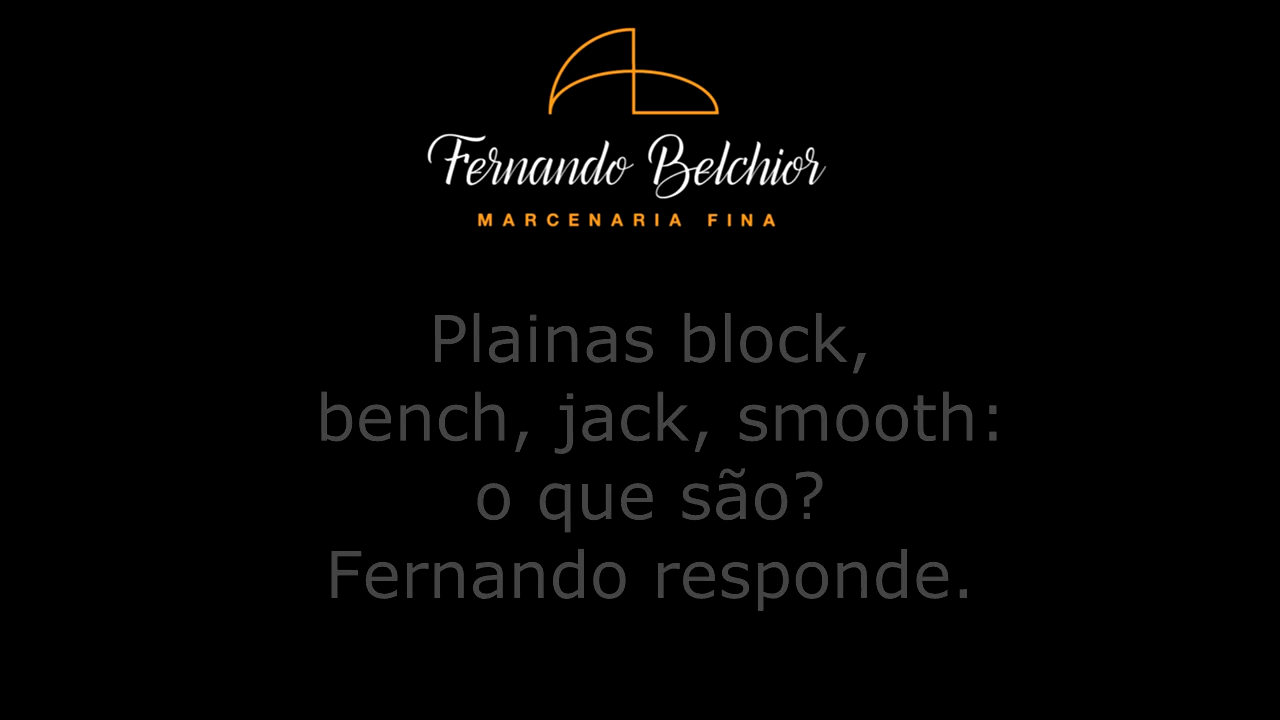 Fernando Belchior
MARCENARIA FINA
Plainas block,
bench, jack, smooth:
o que são?
Fernando responde.